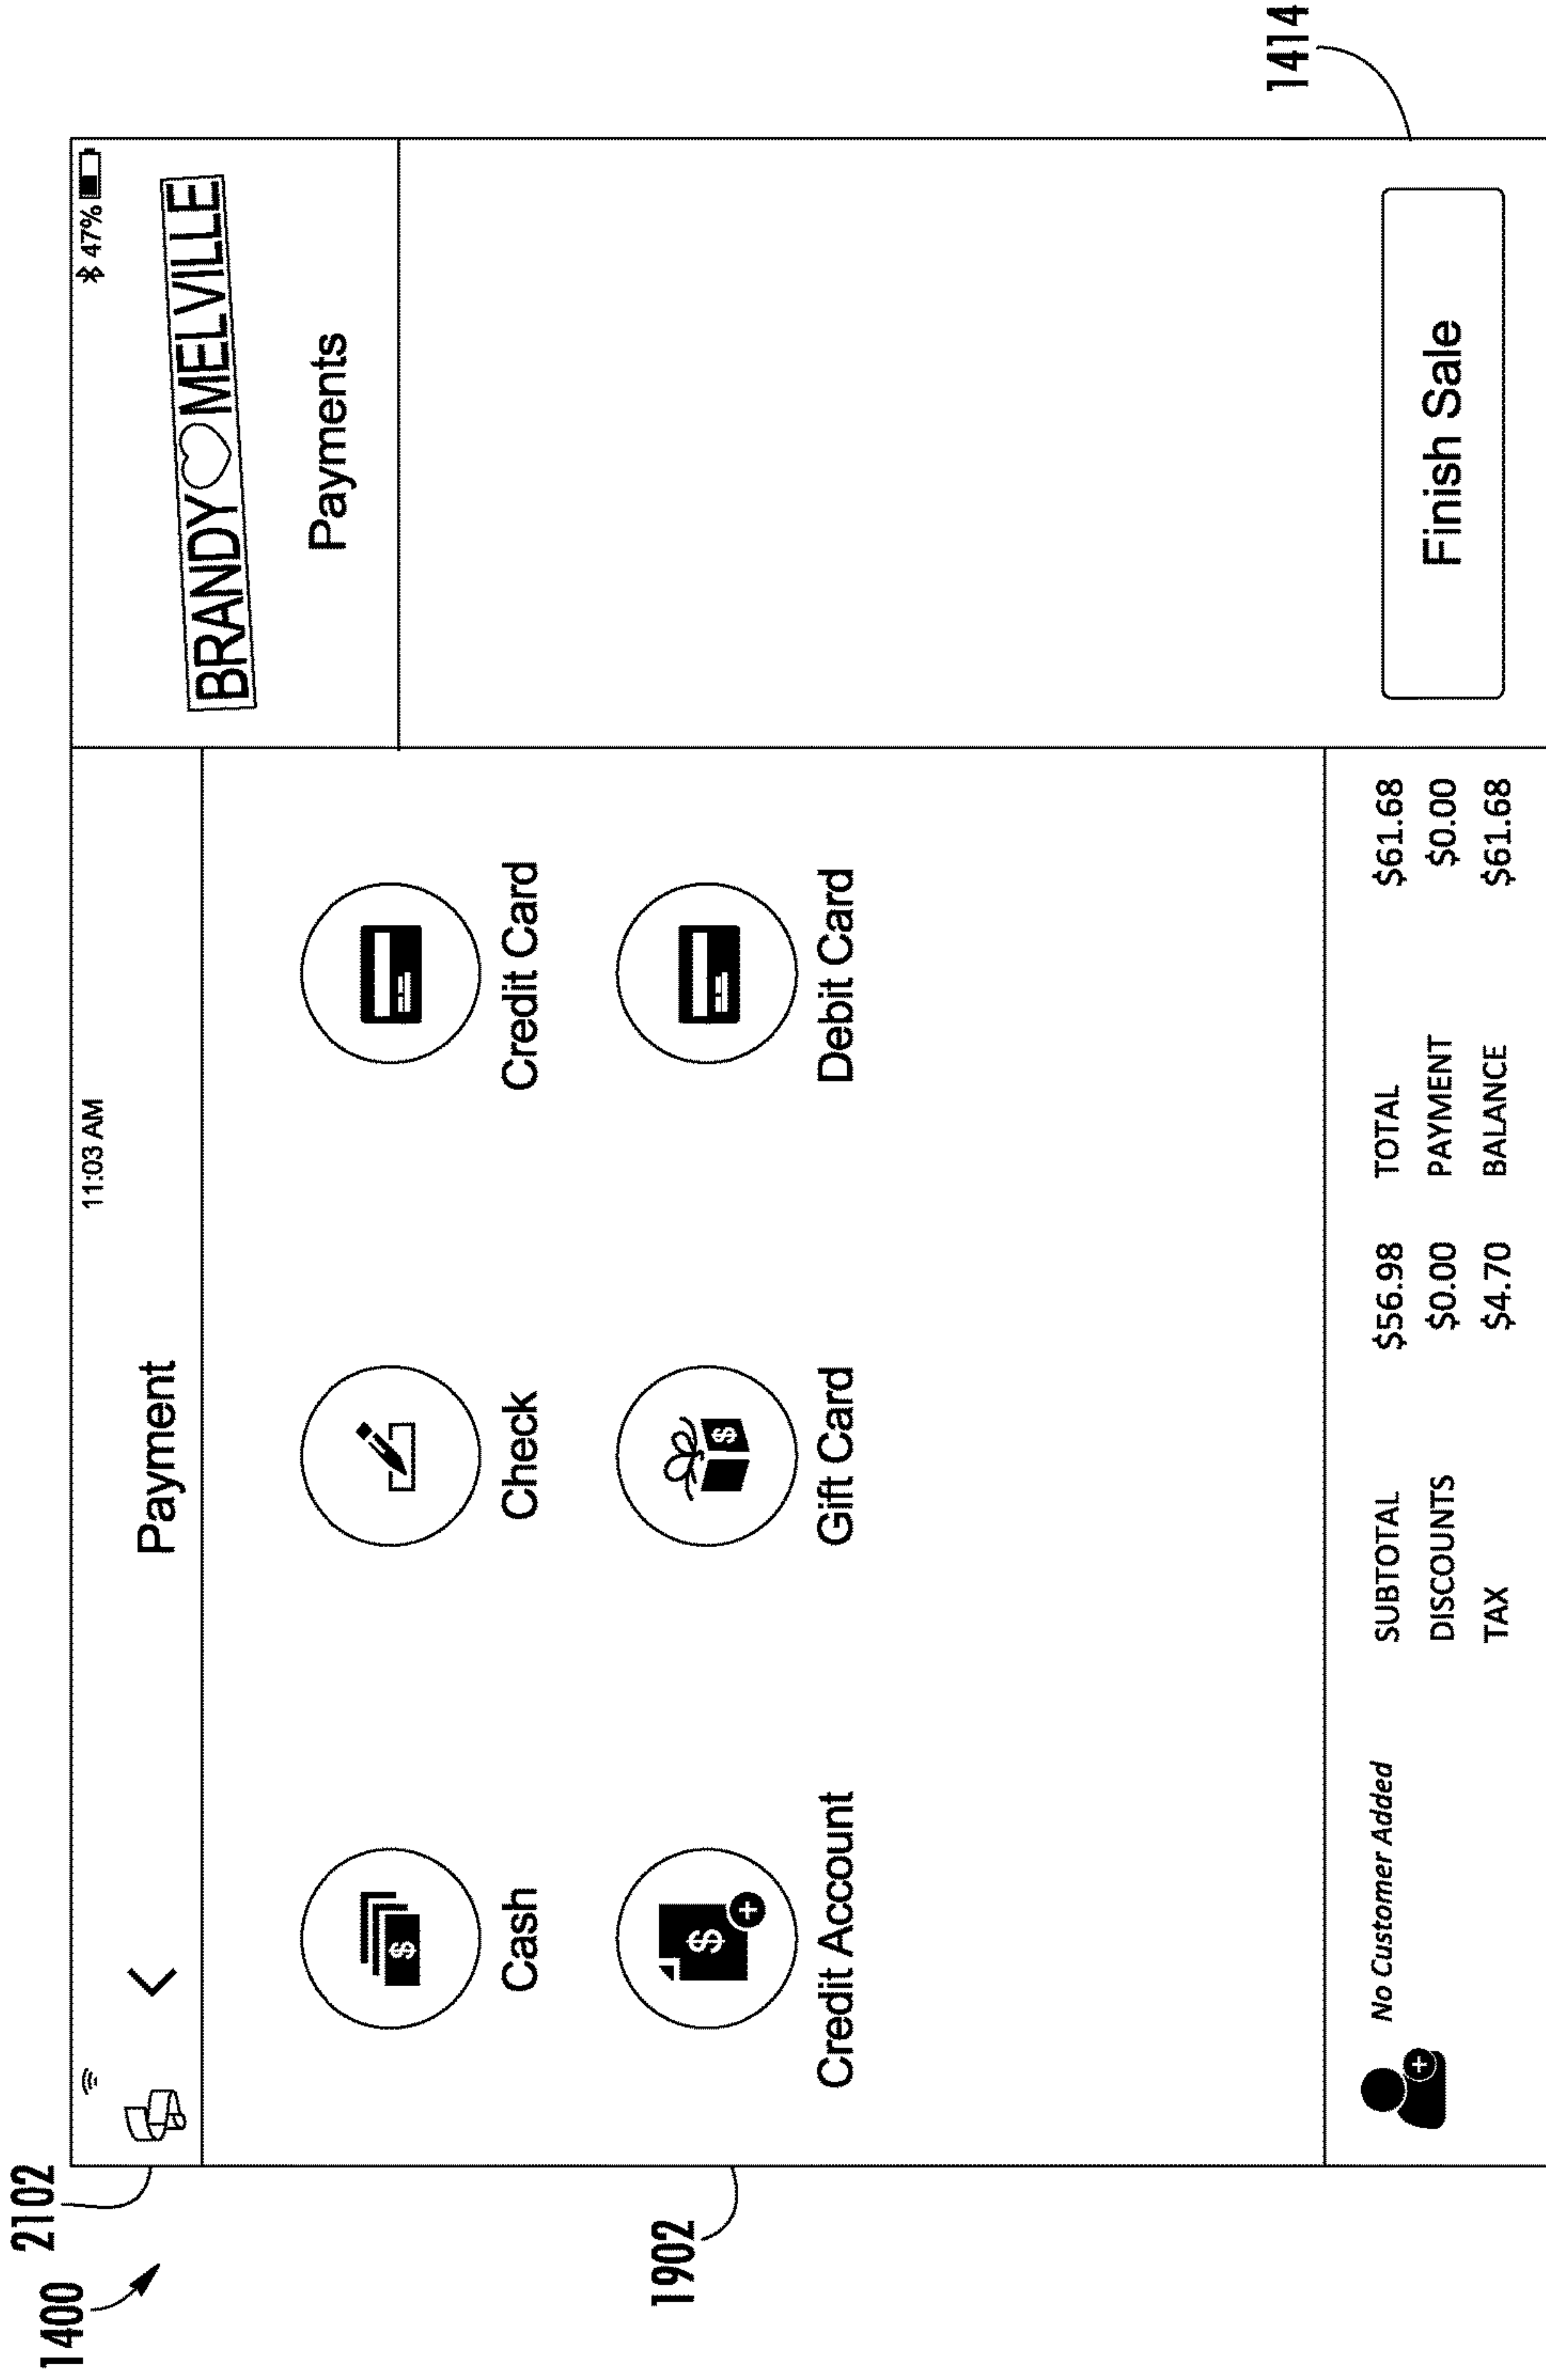 1400
2102
11:03 AM
47%
Payment
BRANDY MELVILLE
Payments
Cash
Check
Credit Card
1902
$
$
$
Credit Account
Gift Card
Debit Card
1414
No Customer Added
SUBTOTAL $56.98 TOTAL $61.68
DISCOUNTS $0.00 PAYMENT $0.00
TAX $4.70 BALANCE $61.68
Finish Sale